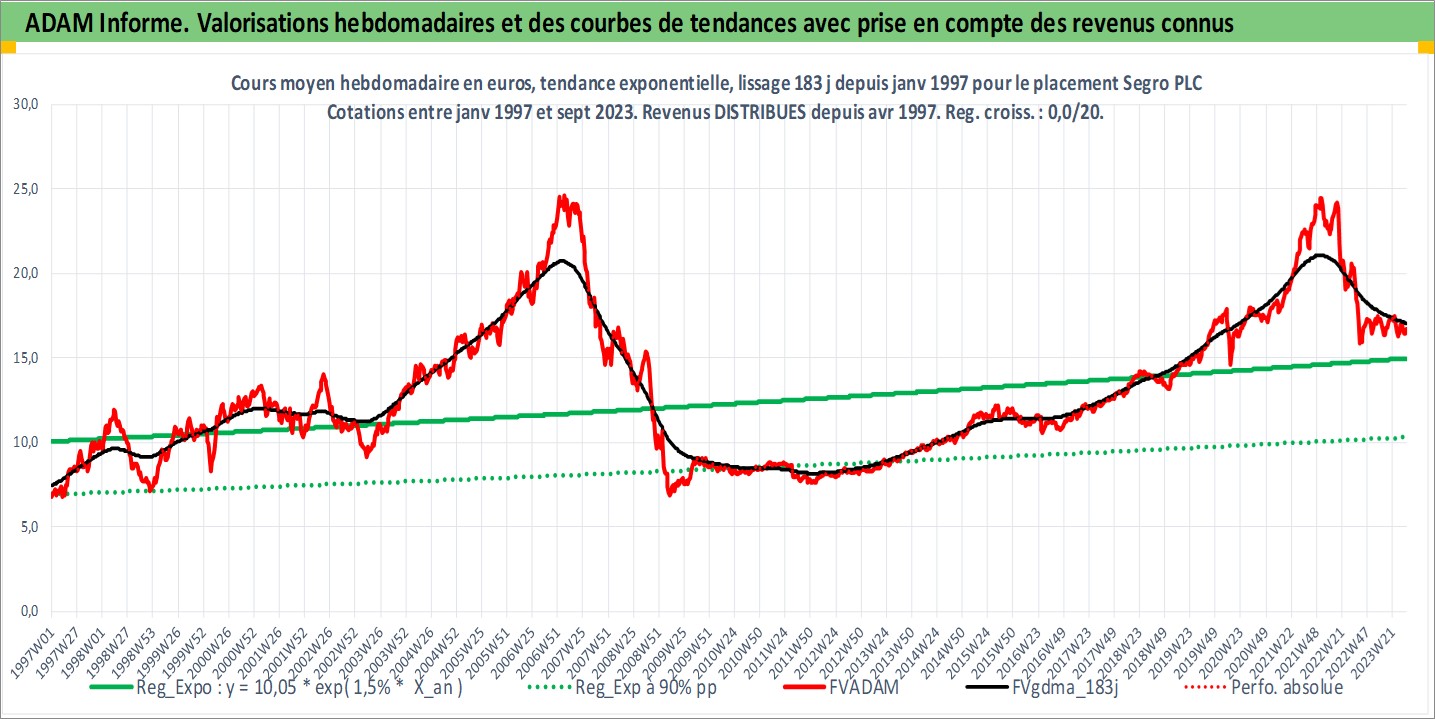 ADAM Informe. Valorisations hebdomadaires et des courbes de tendances avec prise en compte des revenus connus
Cours moyen hebdomadaire en euros, tendance exponentielle, lissage 183 j depuis janv 1997 pour le placement Segro PLC
Cotations entre janv 1997 et sept 2023. Revenus DISTRIBUES depuis avr 1997. Reg. croiss. : 0,0/20.
30,0
25,0
20,0
15,0
10,0
5,0
0,0
1997W01 1997W27 1998W01 1998W27 1998W53 1999W26 1999W52 2000W26 2000W52 2001W26 2001W52 2002W26 2002W52 2003W26 2003W52 2004W26 2004W52 2005W25 2005W51 2006W25 2006W51 2007W25 2007W51 2008W25 2008W51 2009W25 2009W51 2010W24 2010W50 2011W24 2011W50 2012W24 2012W50 2013W24 2013W50 2014W24 2014W50 2015W24 2015W50 2016W23 2016W49 2017W23 2017W49 2018W23 2018W49 2019W23 2019W49 2020W23 2020W49 2021W22 2021W48 2022W21 2022W47 2023W21
Reg_Expo : y = 10,05 * exp( 1,5% * X_an ) Reg_Exp à 90% pp FVADAM FVgdma_183j Perfo. absolue